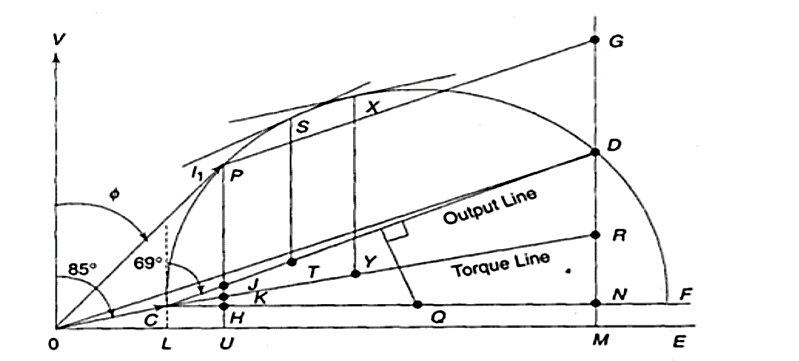 V
G
X
S
D
I₁
P
φ
Output Line
R
69°
85°
J
T
Y
Torque Line
K
C
H
Q
N
F
0
L
U
M
E